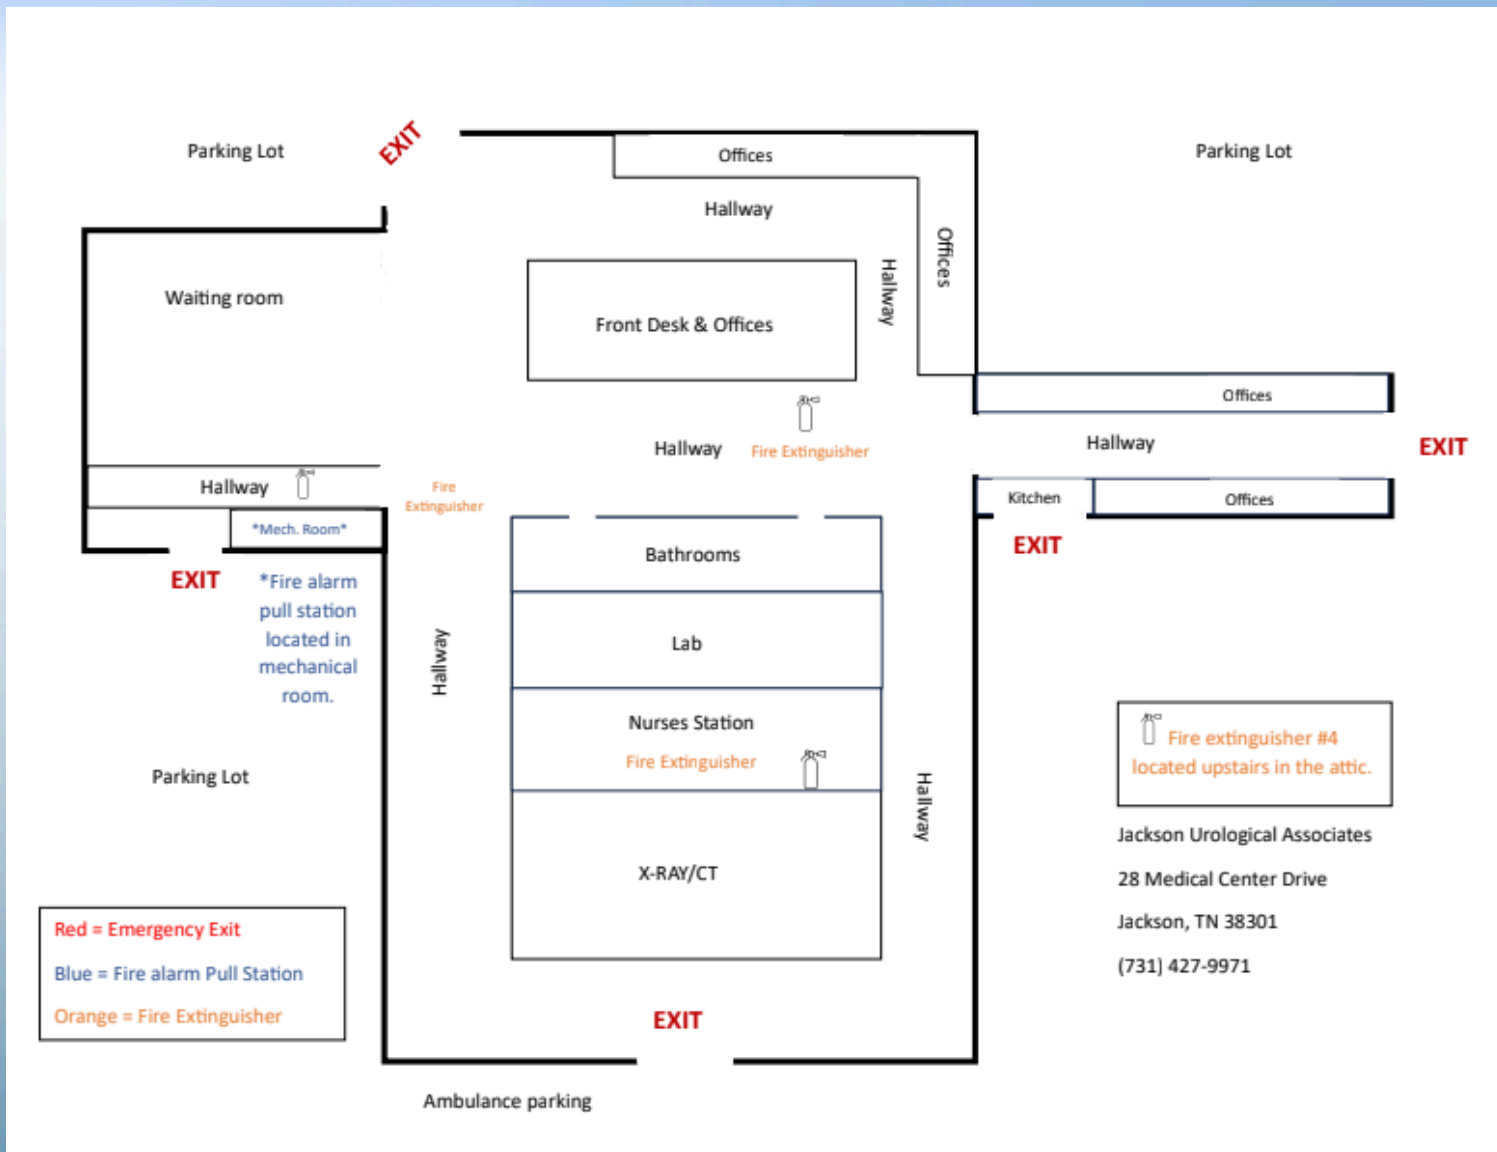 Parking Lot
EXIT
Offices
Parking Lot
Hallway
Offices
Hallway
Waiting room
Front Desk & Offices
Offices
Hallway
Fire Extinguisher
Hallway
EXIT
Hallway
Fire
Extinguisher
Kitchen
Offices
*Mech. Room*
EXIT
Bathrooms
EXIT
*Fire alarm
pull station
located in
mechanical
room.
Hallway
Lab
Nurses Station
Fire Extinguisher
Hallway
Parking Lot
Fire extinguisher #4
located upstairs in the attic.
X-RAY/CT
Jackson Urological Associates
28 Medical Center Drive
Jackson, TN 38301
(731) 427-9971
Red = Emergency Exit
Blue = Fire alarm Pull Station
Orange = Fire Extinguisher
EXIT
Ambulance parking